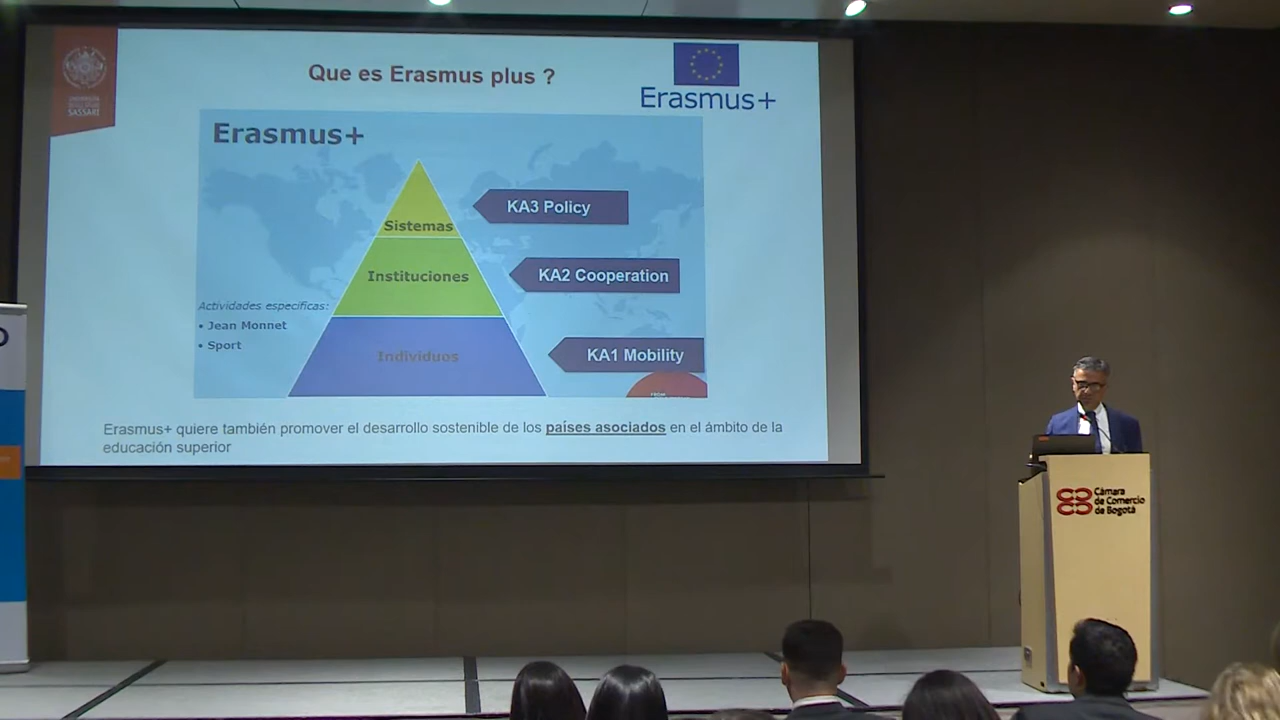 Que es Erasmus plus ?
SASSARI
Erasmus+
Erasmus+
KA3 Policy
Sistemas
Instituciones
KA2 Cooperation
Actividades específicas:
• Jean Monnet
• Sport
Individuos
KA1 Mobility
Erasmus+ quiere también promover el desarrollo sostenible de los países asociados en el ámbito de la
educación superior
Cámara
de Comercio
de Bogotá